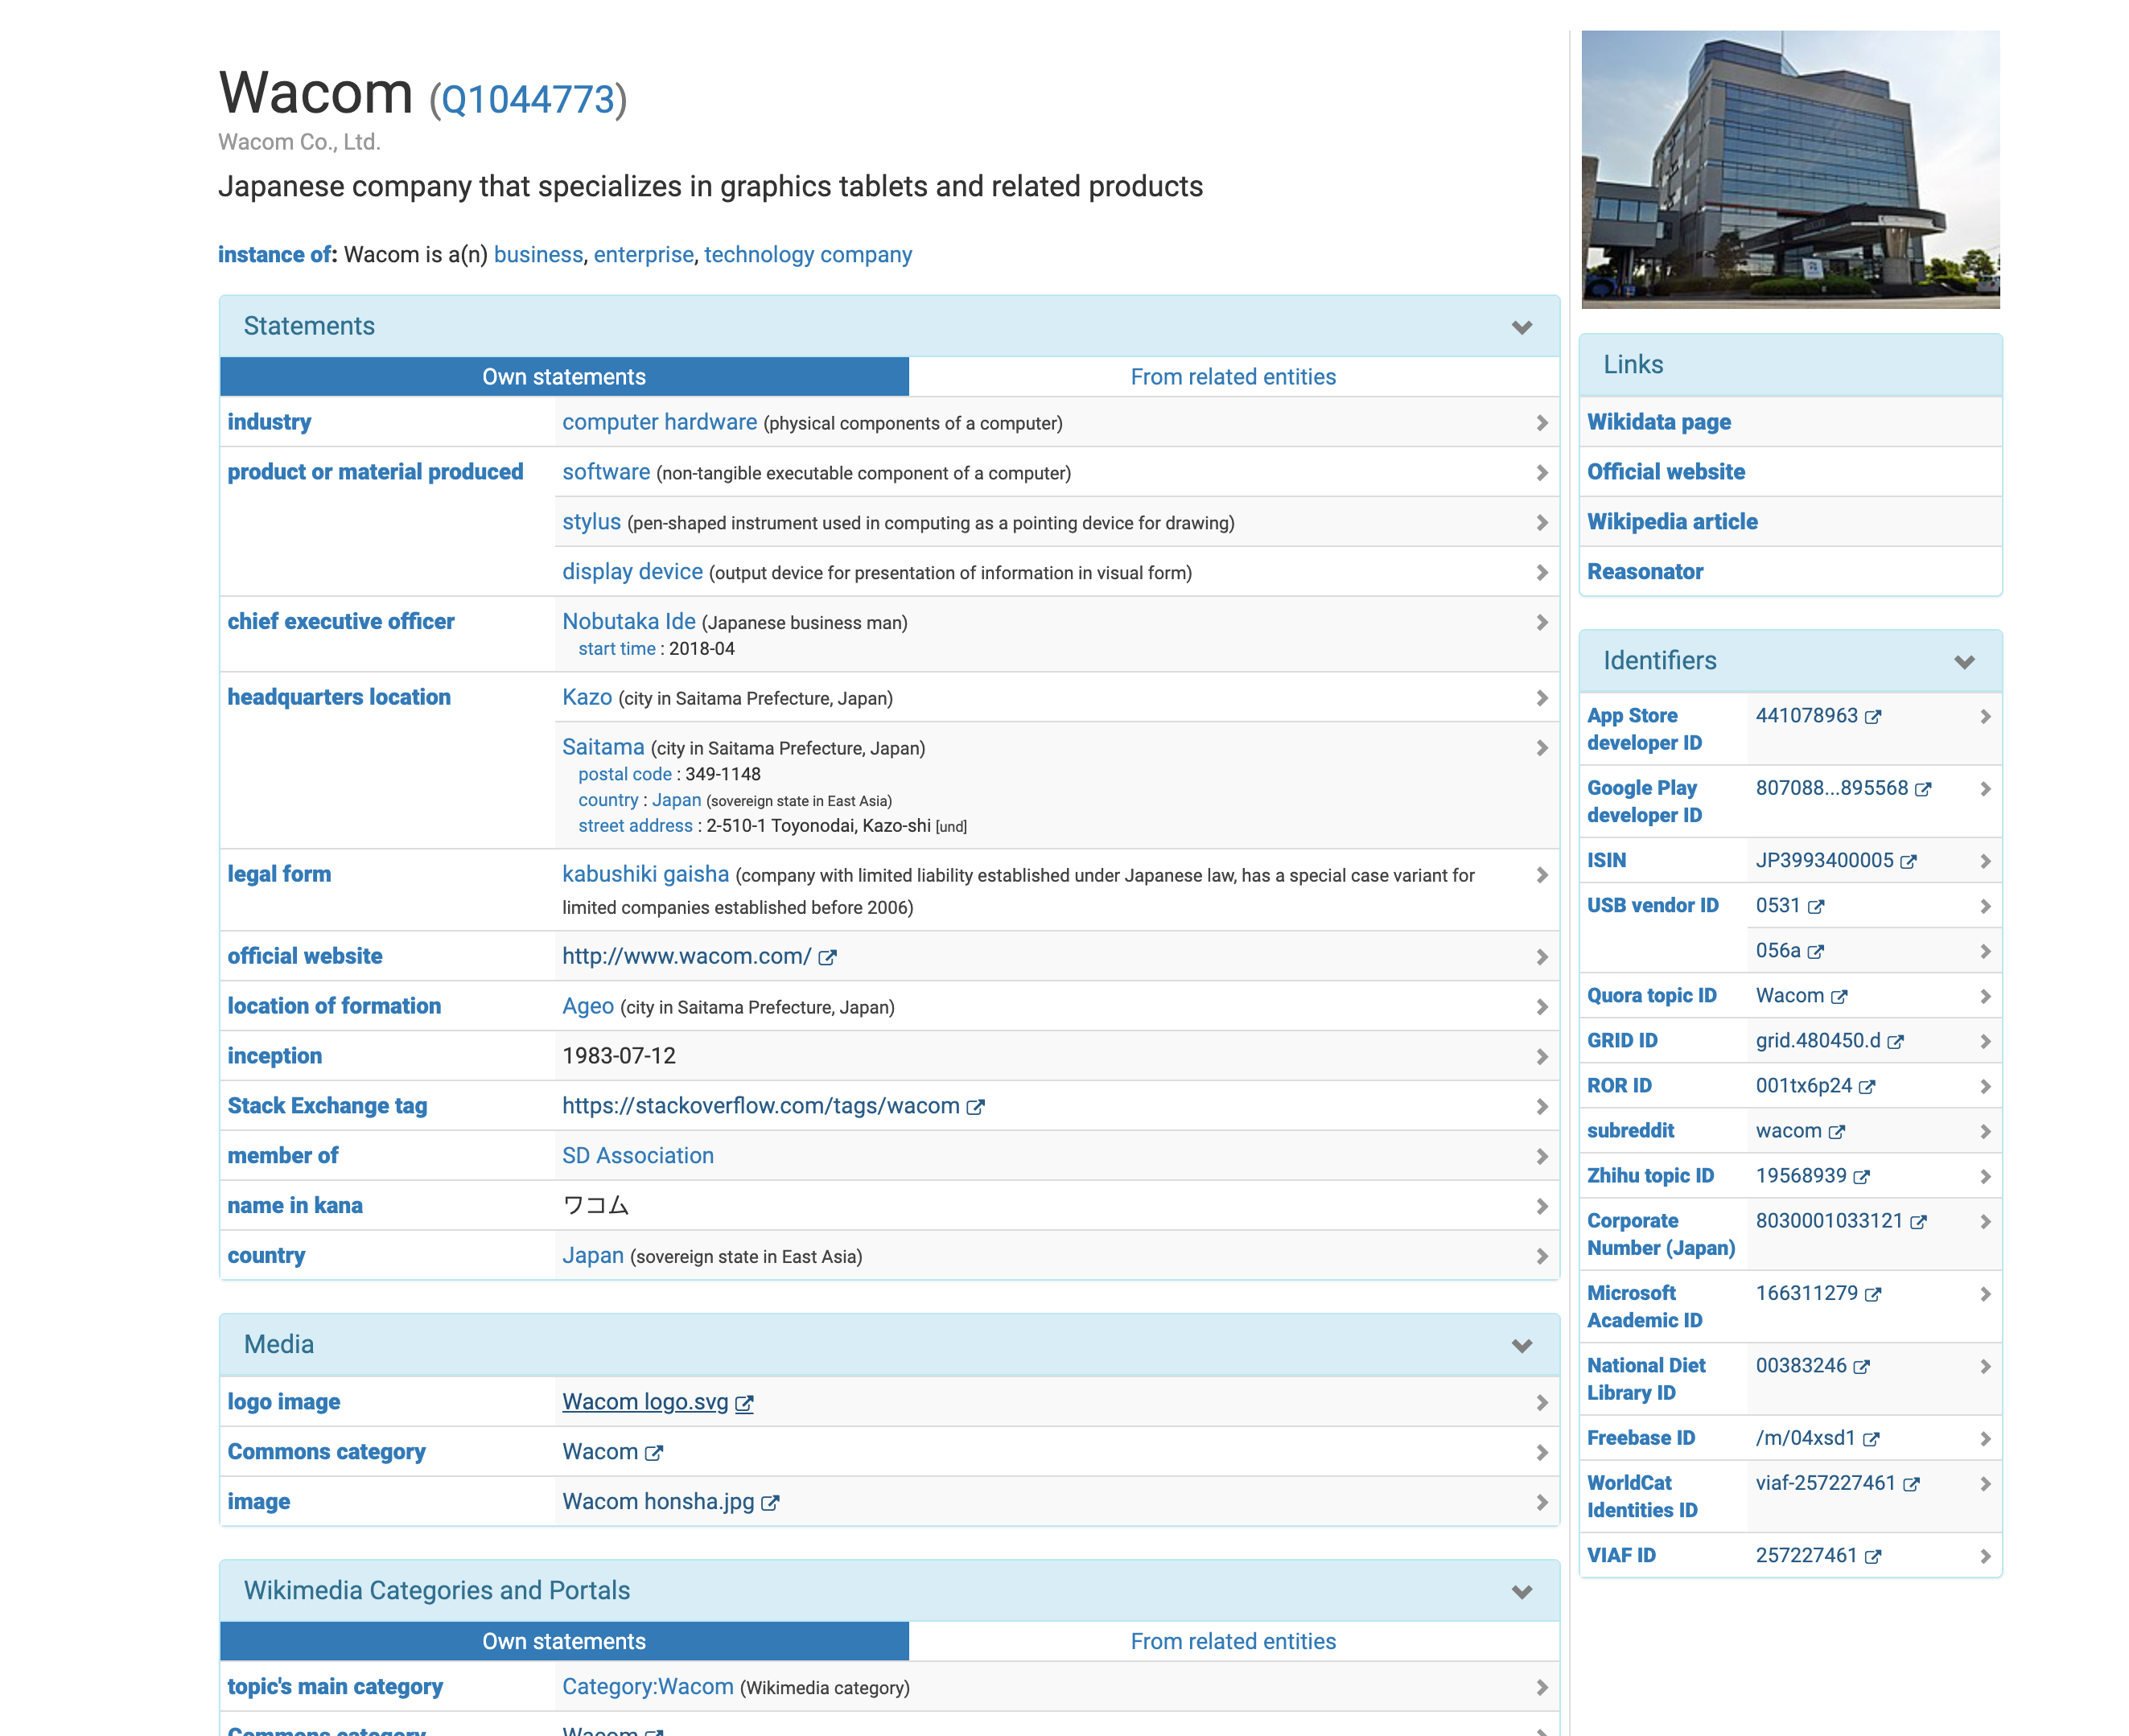 Wacom (Q1044773)
Wacom Co., Ltd.
Japanese company that specializes in graphics tablets and related products
instance of: Wacom is a(n) business, enterprise, technology company
Statements
Own statements
From related entities
industry
computer hardware (physical components of a computer)
product or material produced
software (non-tangible executable component of a computer)
stylus (pen-shaped instrument used in computing as a pointing device for drawing)
display device (output device for presentation of information in visual form)
chief executive officer
Nobutaka Ide (Japanese business man)
start time : 2018-04
headquarters location
Kazo (city in Saitama Prefecture, Japan)
Saitama (city in Saitama Prefecture, Japan)
postal code : 349-1148
country : Japan (sovereign state in East Asia)
street address : 2-510-1 Toyonodai, Kazo-shi [und]
legal form
kabushiki gaisha (company with limited liability established under Japanese law, has a special case variant for
limited companies established before 2006)
official website
http://www.wacom.com/
location of formation
Ageo (city in Saitama Prefecture, Japan)
inception
1983-07-12
Stack Exchange tag
https://stackoverflow.com/tags/wacom
member of
SD Association
name in kana
ワコム
country
Japan (sovereign state in East Asia)
Media
logo image
Wacom logo.svg
Commons category
Wacom
image
Wacom honsha.jpg
Wikimedia Categories and Portals
Own statements
From related entities
topic's main category
Category:Wacom (Wikimedia category)
Commons category
Wacom
Links
Wikidata page
Official website
Wikipedia article
Reasonator
Identifiers
App Store
developer ID
441078963
Google Play
developer ID
807088...895568
ISIN
JP3993400005
USB vendor ID
0531
056a
Quora topic ID
Wacom
GRID ID
grid.480450.d
ROR ID
001tx6p24
subreddit
wacom
Zhihu topic ID
19568939
Corporate
Number (Japan)
8030001033121
Microsoft
Academic ID
166311279
National Diet
Library ID
00383246
Freebase ID
/m/04xsd1
WorldCat
Identities ID
viaf-257227461
VIAF ID
257227461